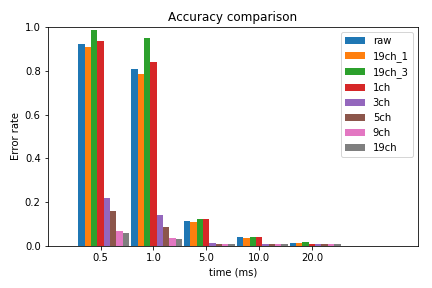 Accuracy comparison
1.0
0.8
0.6
0.4
0.2
0.0
Error rate
raw
19ch_1
19ch_3
1ch
3ch
5ch
9ch
19ch
0.5 1.0 5.0 10.0 20.0
time (ms)